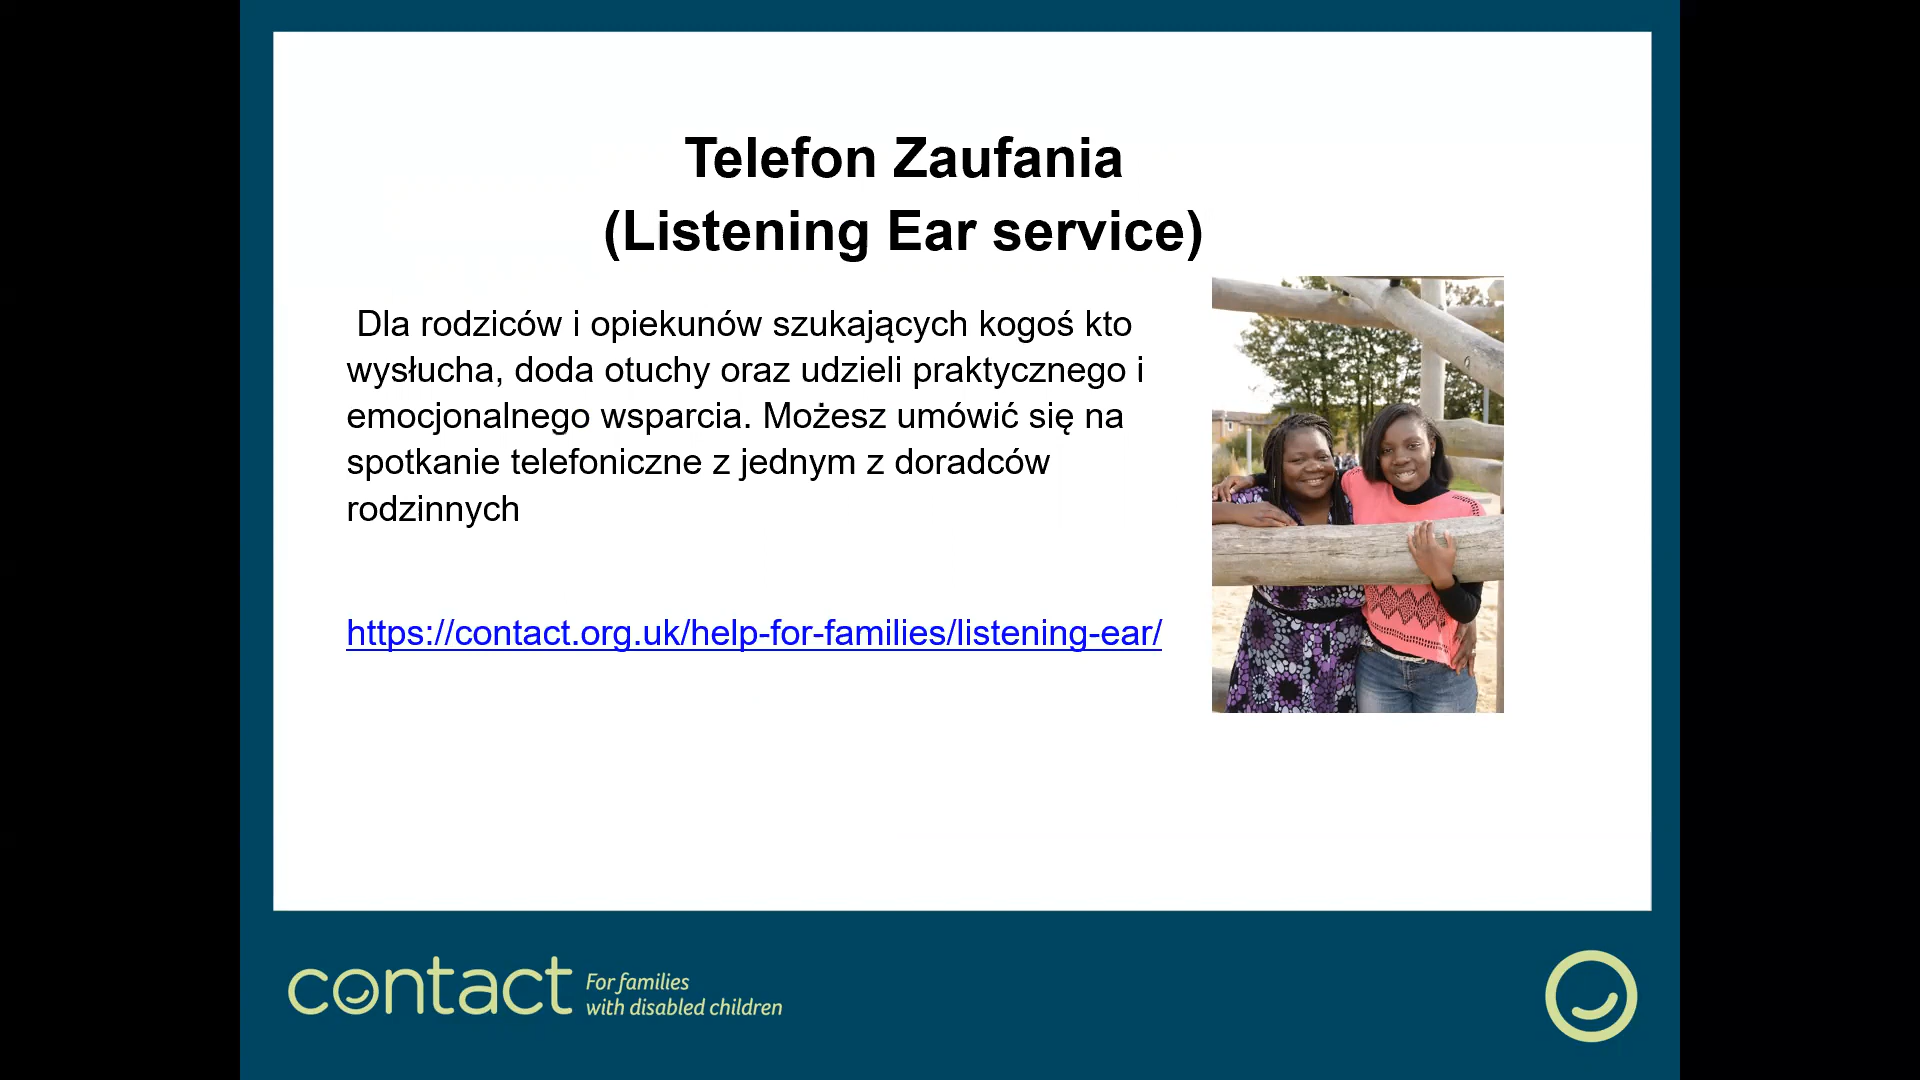 Telefon Zaufania
(Listening Ear service)
Dla rodziców i opiekunów szukających kogoś kto
wysłucha, doda otuchy oraz udzieli praktycznego i
emocjonalnego wsparcia. Możesz umówić się na
spotkanie telefoniczne z jednym z doradców
rodzinnych
https://contact.org.uk/help-for-families/listening-ear/
contact
For families
with disabled children